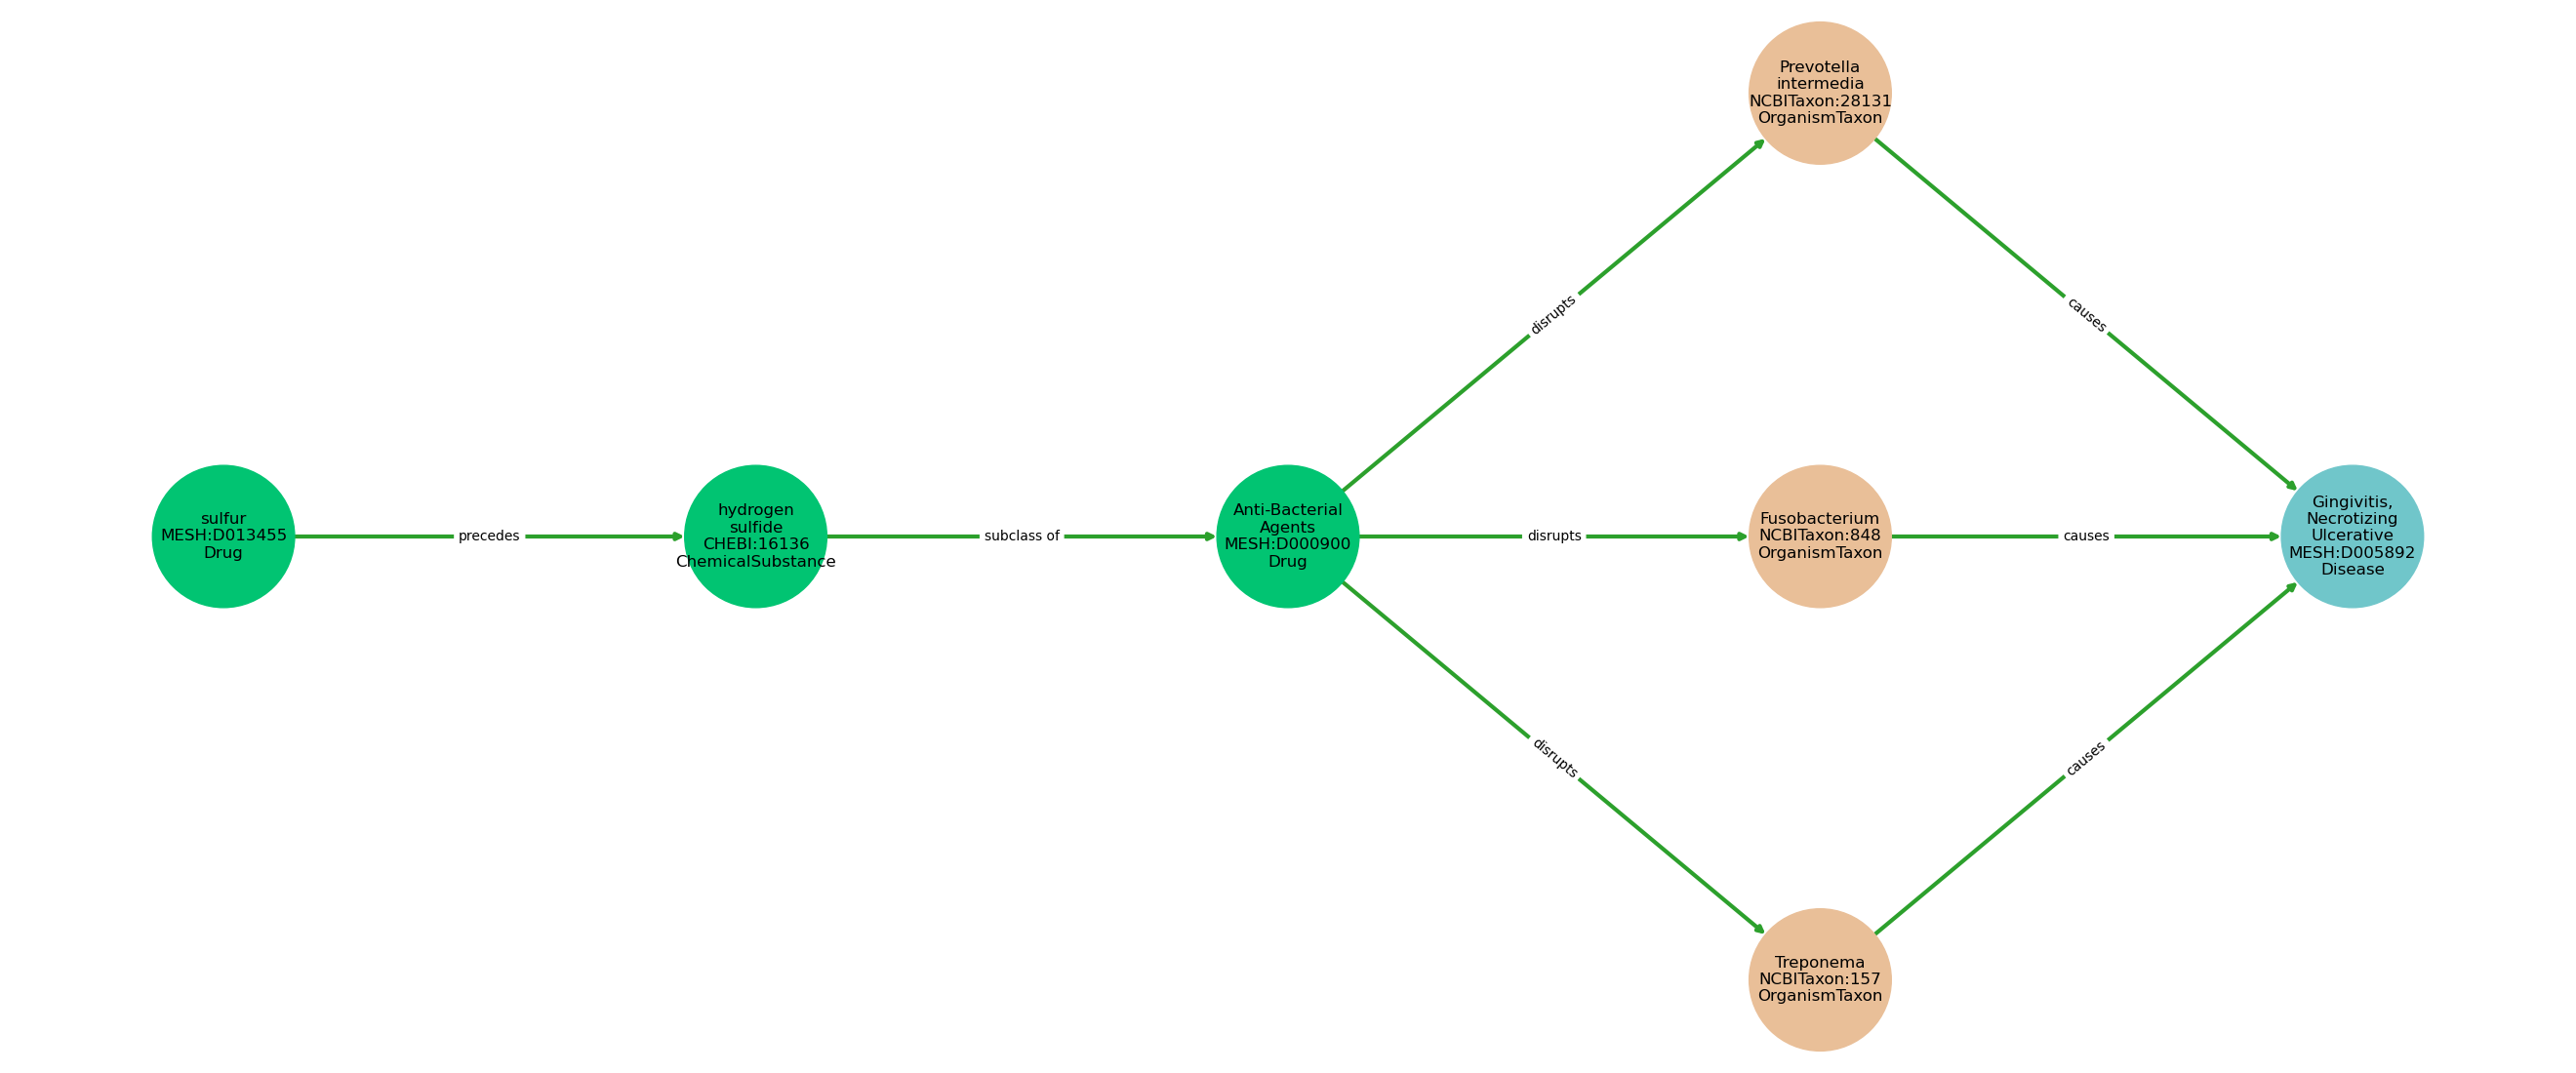 Prevotella
intermedia
NCBITaxon:28131
OrganismTaxon
disrupts
causes
sulfur
MESH:D013455
Drug
precedes
hydrogen
sulfide
CHEBI:16136
ChemicalSubstance
subclass of
Anti-Bacterial
Agents
MESH:D000900
Drug
disrupts
Fusobacterium
NCBITaxon:848
OrganismTaxon
causes
Gingivitis,
Necrotizing
Ulcerative
MESH:D005892
Disease
disrupts
causes
Treponema
NCBITaxon:157
OrganismTaxon